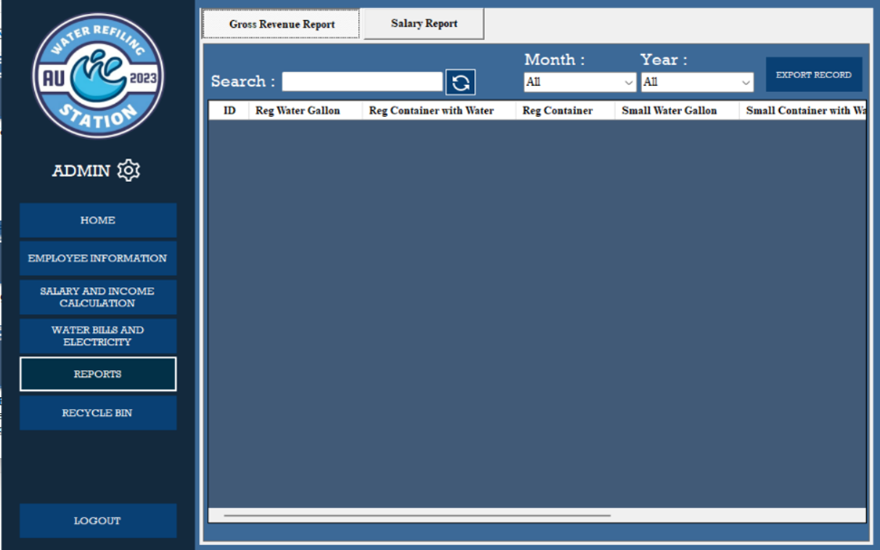 WATER REFILING
AU
2023
STATION
ADMIN
HOME
EMPLOYEE INFORMATION
SALARY AND INCOME
CALCULATION
WATER BILLS AND
ELECTRICITY
REPORTS
RECYCLE BIN
LOGOUT
Gross Revenue Report
Salary Report
Month :
Year :
Search :
All
All
EXPORT RECORD
ID
Reg Water Gallon
Reg Container with Water
Reg Container
Small Water Gallon
Small Container with Wa